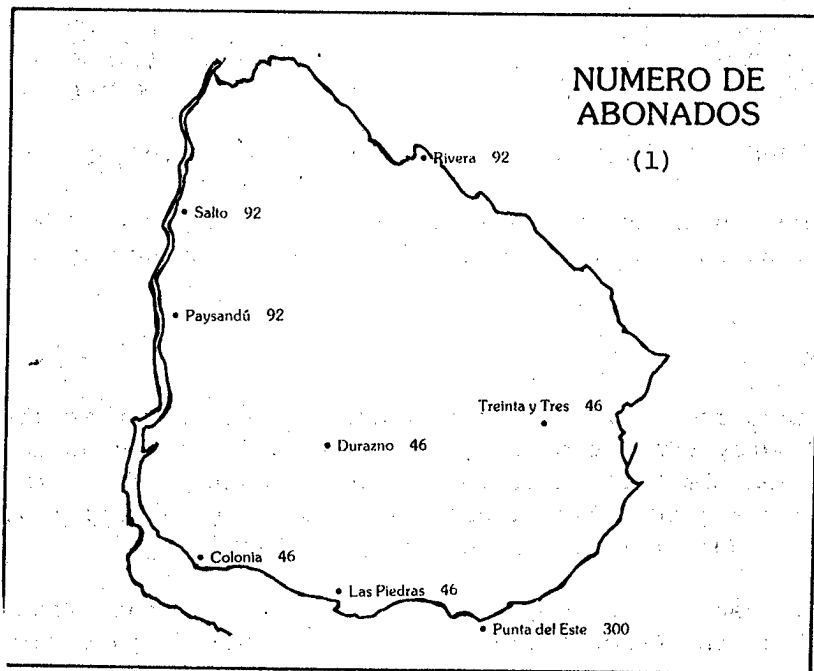 NUMERO DE
ABONADOS
(1)
Rivera 92
Salto 92
Paysandú 92
Treinta y Tres 46
Durazno 46
Colonia 46
Las Piedras 46
Punta del Este 300